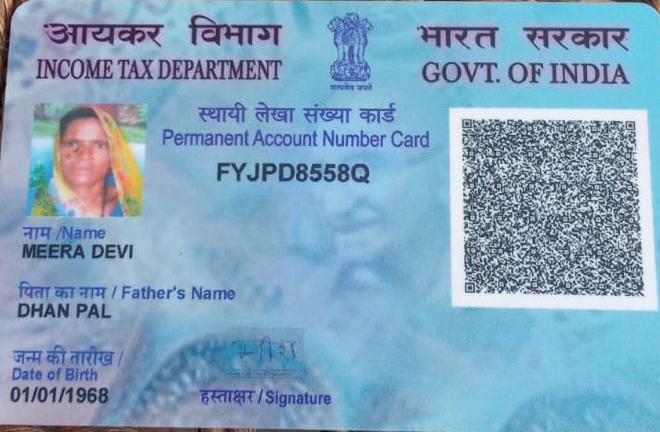 आयकर विभाग
INCOME TAX DEPARTMENT
सत्यमेव जयते
भारत सरकार
GOVT. OF INDIA
स्थायी लेखा संख्या कार्ड
Permanent Account Number Card
FYJPD8558Q
नाम /Name
MEERA DEVI
पिता का नाम / Father's Name
DHAN PAL
जन्म की तारीख /
Date of Birth
01/01/1968
हस्ताक्षर / Signature